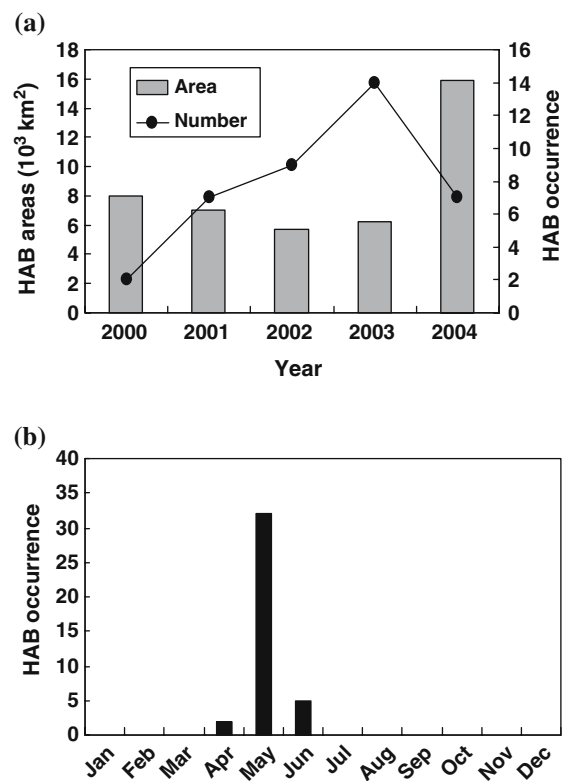 (a)
HAB areas (10³ km²)
18
16
14
12
10
8
6
4
2
0
Area
Number
16
14
12
10
8
6
4
2
0
HAB occurrence
2000 2001 2002 2003 2004
Year
(b)
HAB occurrence
40
35
30
25
20
15
10
5
0
Jan Feb Mar Apr May Jun Jul Aug Sep Oct Nov Dec